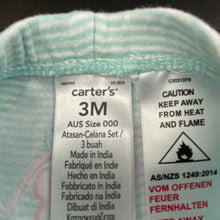 carter's
3M
AUS Size 000
Atasan-Celana Set /
3 buah
Made in India
Fabriqué en Inde
Hecho en India
Fabricado in India
Fabricado na India
Dibuat di India
CX031575
CAUTION
KEEP AWAY
FROM HEAT
AND FLAME
AS/NZS 1249:2014
VOM OFFENEN
FEUER
FERNHALTEN